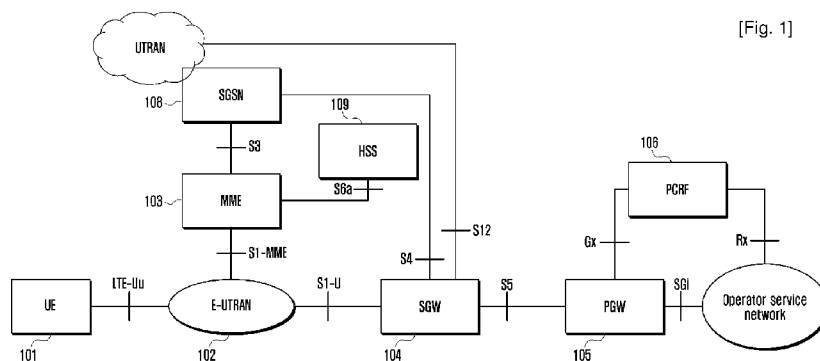 [Fig. 1]
UTRAN
SGSN
108
109
HSS
S3
S6a
106
PCRF
MME
103
S12
Gx
Rx
S1-MME
S4
UE
LTE-Uu
E-UTRAN
S1-U
SGW
S5
PGW
SGi
Operator service
network
101
102
104
105